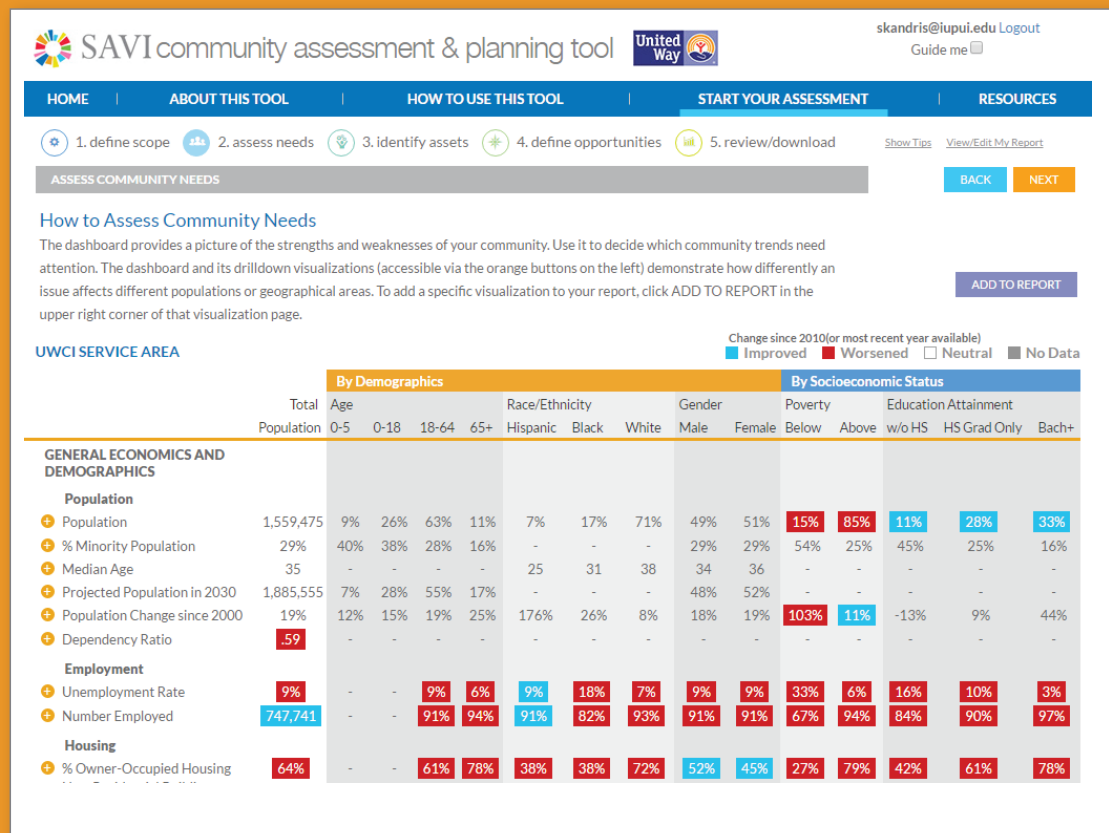 skandris@iupui.edu Logout
SAVI community assessment & planning tool United Way
Guide me
HOME | ABOUT THIS TOOL | HOW TO USE THIS TOOL | START YOUR ASSESSMENT | RESOURCES
1. define scope 2. assess needs 3. identify assets 4. define opportunities 5. review/download Show Tips View/Edit My Report
ASSESS COMMUNITY NEEDS BACK NEXT
How to Assess Community Needs
The dashboard provides a picture of the strengths and weaknesses of your community. Use it to decide which community trends need
attention. The dashboard and its drilldown visualizations (accessible via the orange buttons on the left) demonstrate how differently an
issue affects different populations or geographical areas. To add a specific visualization to your report, click ADD TO REPORT in the
upper right corner of that visualization page.
ADD TO REPORT
Change since 2010(or most recent year available)
UWCI SERVICE AREA Improved Worsened Neutral No Data
By Demographics By Socioeconomic Status
Total Age Race/Ethnicity Gender Poverty Education Attainment
Population 0-5 0-18 18-64 65+ Hispanic Black White Male Female Below Above w/o HS HS Grad Only Bach+
GENERAL ECONOMICS AND
DEMOGRAPHICS
Population
Population 1,559,475 9% 26% 63% 11% 7% 17% 71% 49% 51% 15% 85% 11% 28% 33%
% Minority Population 29% 40% 38% 28% 16% - - - 29% 29% 54% 25% 45% 25% 16%
Median Age 35 - - - - 25 31 38 34 36 - - - - -
Projected Population in 2030 1,885,555 7% 28% 55% 17% - - - 48% 52% - - - - -
Population Change since 2000 19% 12% 15% 19% 25% 176% 26% 8% 18% 19% 103% 11% -13% 9% 44%
Dependency Ratio .59 - - - - - - - - - - - - - -
Employment
Unemployment Rate 9% - - 9% 6% 9% 18% 7% 9% 9% 33% 6% 16% 10% 3%
Number Employed 747,741 - - 91% 94% 91% 82% 93% 91% 91% 67% 94% 84% 90% 97%
Housing
% Owner-Occupied Housing 64% - - 61% 78% 38% 38% 72% 52% 45% 27% 79% 42% 61% 78%